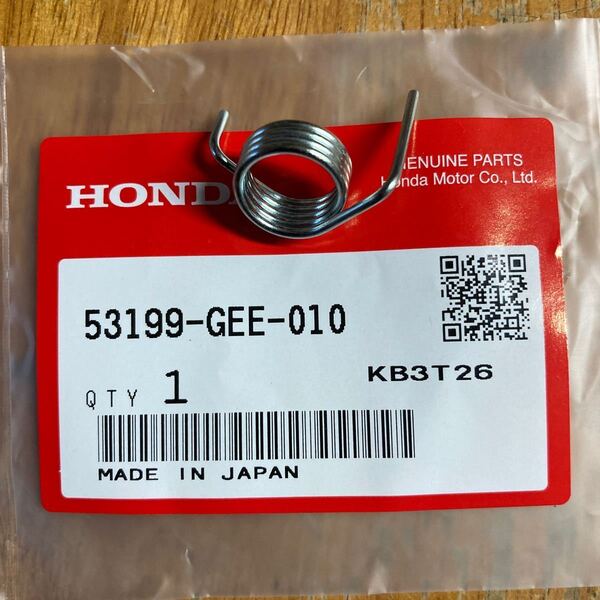 HONDA
GENUINE PARTS
Honda Motor Co., Ltd.
53199-GEE-010
QTY 1
KB3T26
MADE IN JAPAN